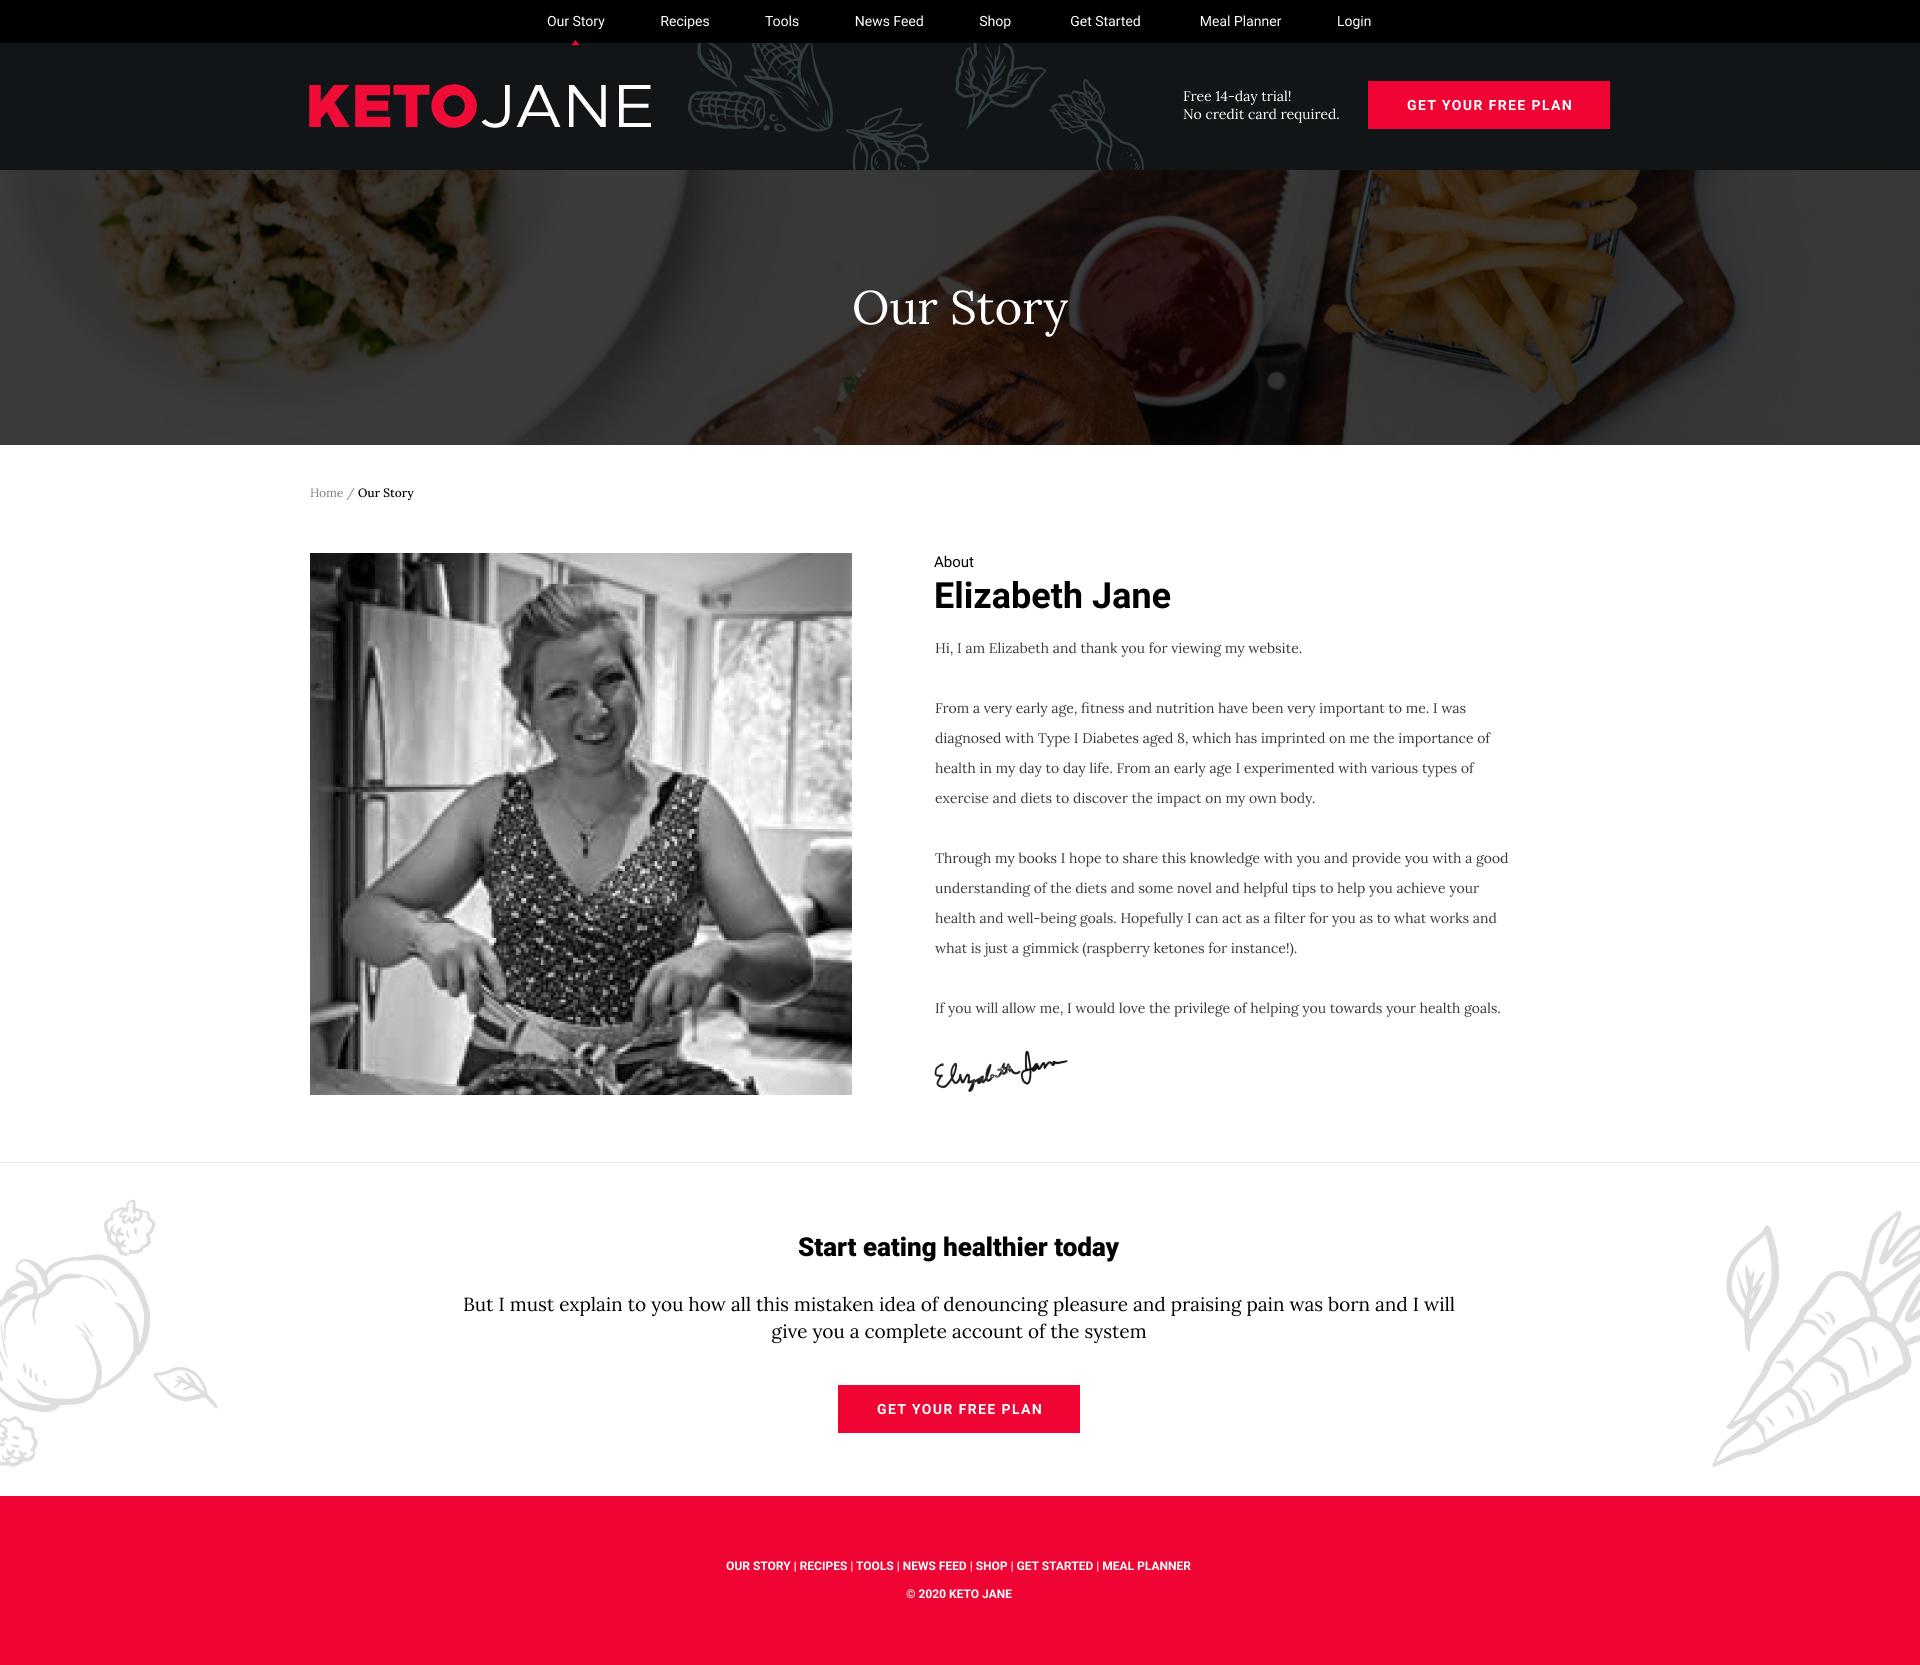 Our Story Recipes Tools News Feed Shop Get Started Meal Planner Login
KETOJANE
Free 14-day trial!
No credit card required.
GET YOUR FREE PLAN
Our Story
Home / Our Story
About
Elizabeth Jane
Hi, I am Elizabeth and thank you for viewing my website.
From a very early age, fitness and nutrition have been very important to me. I was
diagnosed with Type I Diabetes aged 8, which has imprinted on me the importance of
health in my day to day life. From an early age I experimented with various types of
exercise and diets to discover the impact on my own body.
Through my books I hope to share this knowledge with you and provide you with a good
understanding of the diets and some novel and helpful tips to help you achieve your
health and well-being goals. Hopefully I can act as a filter for you as to what works and
what is just a gimmick (raspberry ketones for instance!).
If you will allow me, I would love the privilege of helping you towards your health goals.
Elizabeth Jane
Start eating healthier today
But I must explain to you how all this mistaken idea of denouncing pleasure and praising pain was born and I will
give you a complete account of the system
GET YOUR FREE PLAN
OUR STORY | RECIPES | TOOLS | NEWS FEED | SHOP | GET STARTED | MEAL PLANNER
© 2020 KETO JANE